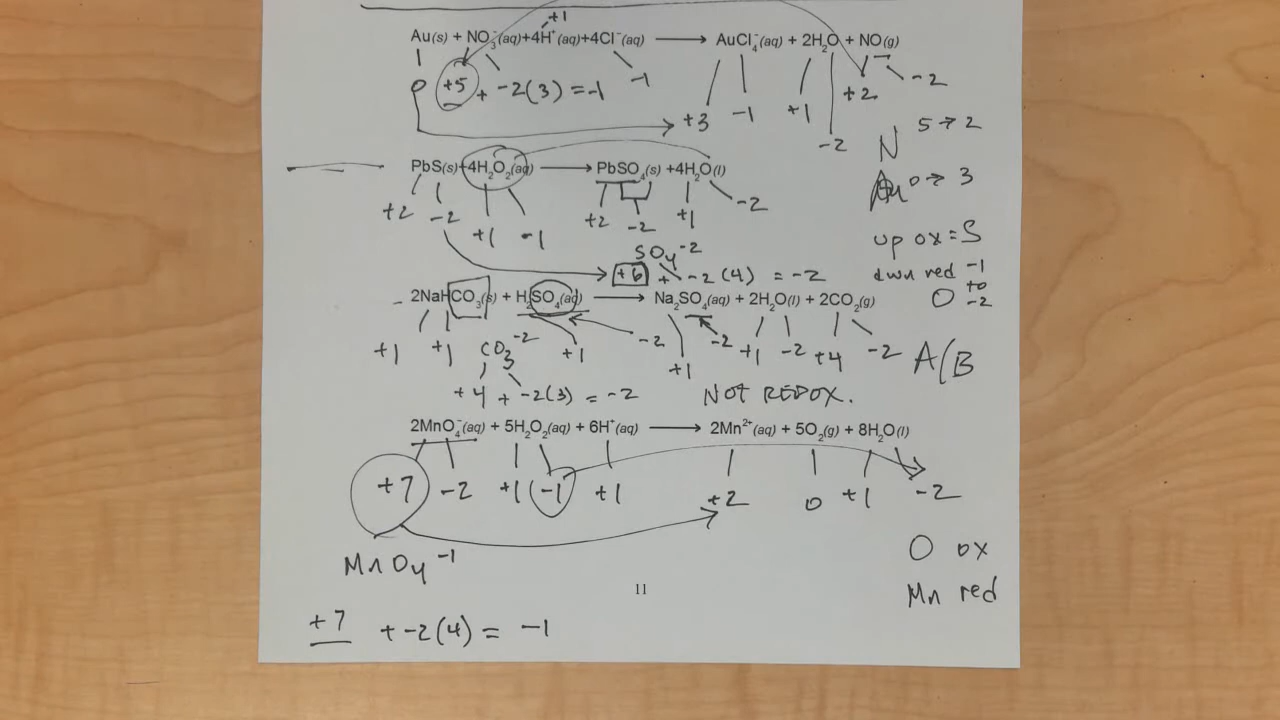 +1
Au(s) + NO₃⁻(aq)+4H⁺(aq)+4Cl⁻(aq) ⟶ AuCl₄⁻(aq) + 2H₂O + NO(g)
0 +5 + -2(3) = -1 -1 +3 -1 +1 -2 +2 -2
N 5→2
PbS(s)+4H₂O₂(aq) ⟶ PbSO₄(s) +4H₂O(l)
Au 0→3
+2 -2 +1 -1 +2 -2 +1 -2
up ox = S
SO₄⁻²
+6 + -2(4) = -2
dwn red -1
O +0 -2
2NaHCO₃(s) + H₂SO₄(aq) ⟶ Na₂SO₄(aq) + 2H₂O(l) + 2CO₂(g)
+1 +1 CO₃⁻² +1 -2 +1 -2 +1 -2 +4 -2 A/B
+4 + -2(3) = -2 NOT REDOX.
2MnO₄⁻(aq) + 5H₂O₂(aq) + 6H⁺(aq) ⟶ 2Mn²⁺(aq) + 5O₂(g) + 8H₂O(l)
+7 -2 +1 -1 +1 +2 0 +1 -2
O ox
MnO₄⁻¹
Mn red
11
+7 + -2(4) = -1